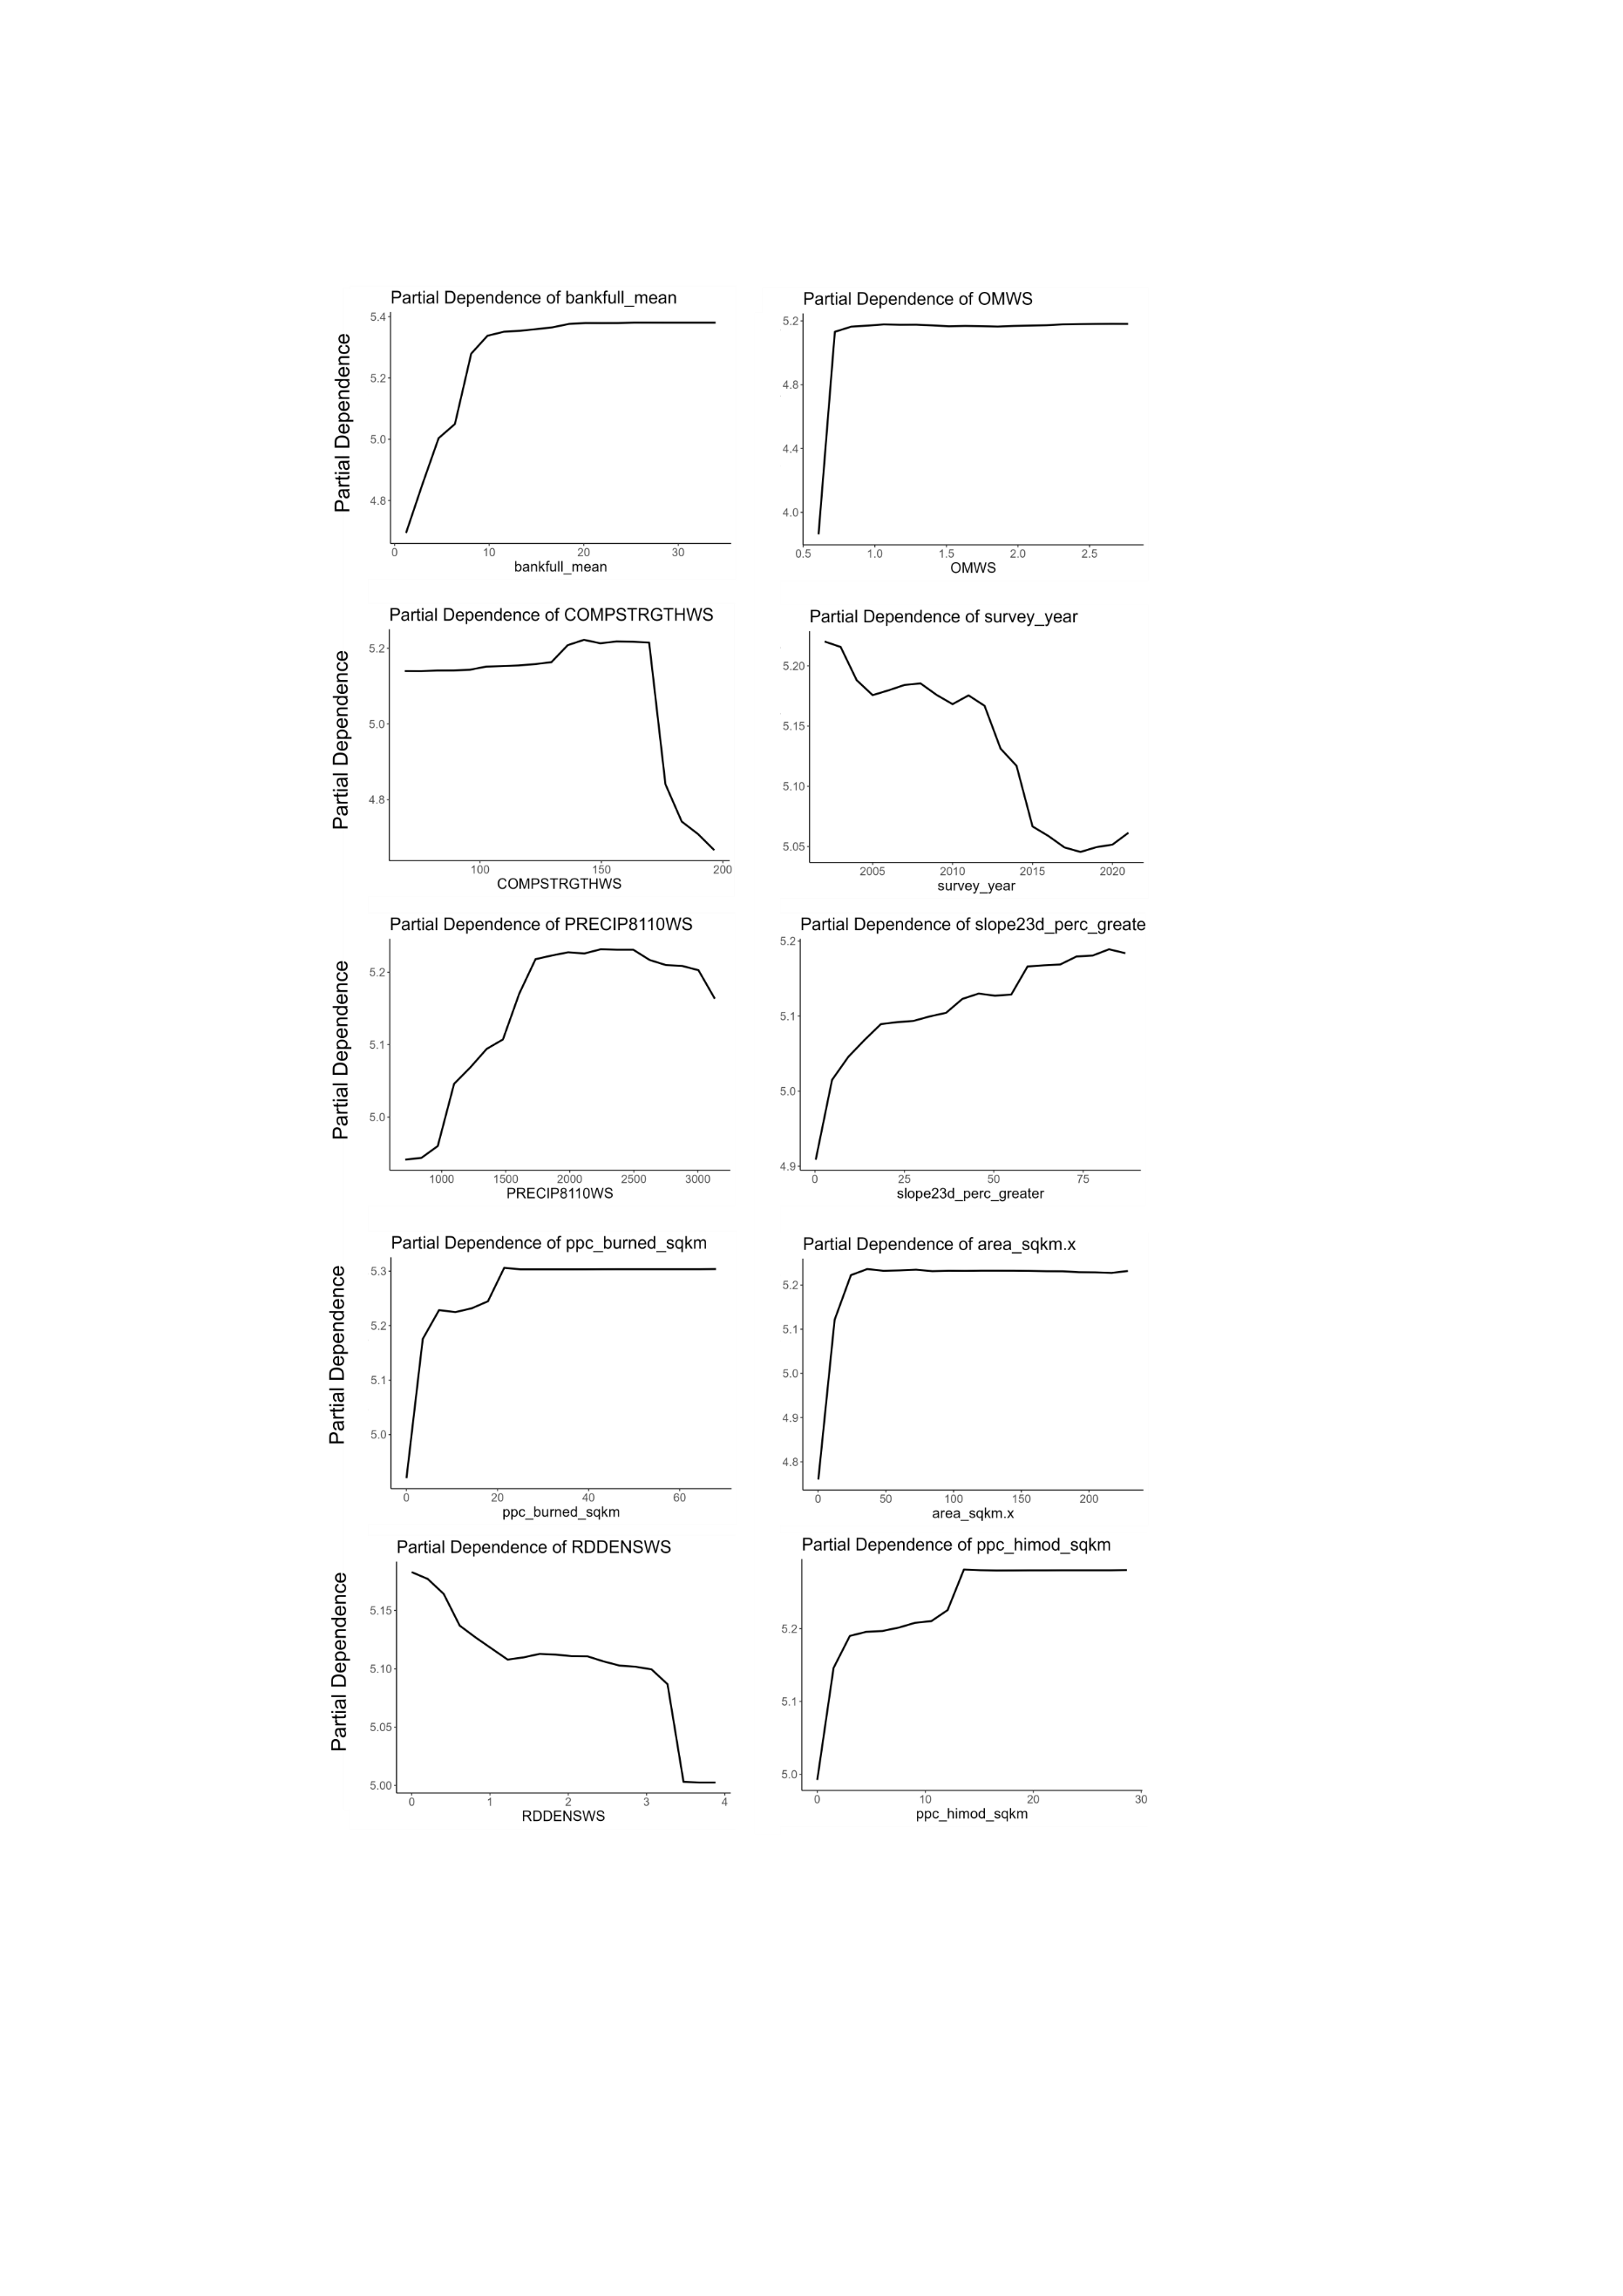 Partial Dependence of bankfull_mean
Partial Dependence
5.4
5.2
5.0
4.8
0 10 20 30
bankfull_mean
Partial Dependence of OMWS
5.2
4.8
4.4
4.0
0.5 1.0 1.5 2.0 2.5
OMWS
Partial Dependence of COMPSTRGTHWS
Partial Dependence
5.2
5.0
4.8
100 150 200
COMPSTRGTHWS
Partial Dependence of survey_year
5.20
5.15
5.10
5.05
2005 2010 2015 2020
survey_year
Partial Dependence of PRECIP8110WS
Partial Dependence
5.2
5.1
5.0
1000 1500 2000 2500 3000
PRECIP8110WS
Partial Dependence of slope23d_perc_greate
5.2
5.1
5.0
4.9
0 25 50 75
slope23d_perc_greater
Partial Dependence of ppc_burned_sqkm
Partial Dependence
5.3
5.2
5.1
5.0
0 20 40 60
ppc_burned_sqkm
Partial Dependence of area_sqkm.x
5.2
5.1
5.0
4.9
4.8
0 50 100 150 200
area_sqkm.x
Partial Dependence of RDDENSWS
Partial Dependence
5.15
5.10
5.05
5.00
0 1 2 3 4
RDDENSWS
Partial Dependence of ppc_himod_sqkm
5.2
5.1
5.0
0 10 20 30
ppc_himod_sqkm